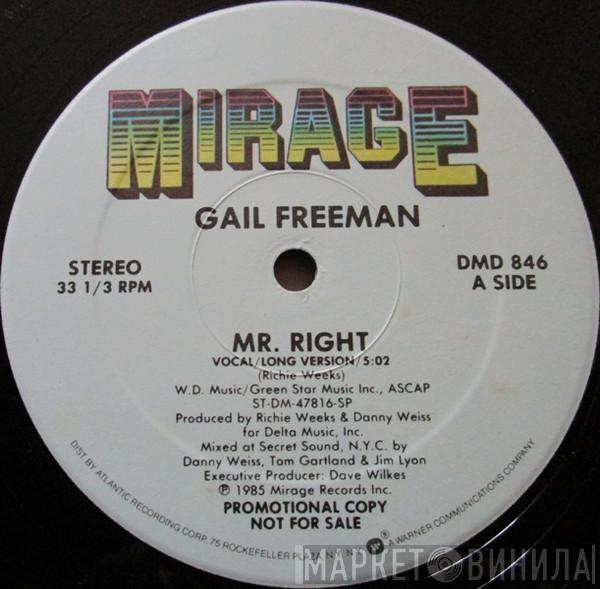 MIRAGE
GAIL FREEMAN
STEREO
33 1/3 RPM
DMD 846
A SIDE
MR. RIGHT
VOCAL/LONG VERSION/5:02
(Richie Weeks)
W.D. Music/Green Star Music Inc., ASCAP
ST-DM-47816-SP
Produced by Richie Weeks & Danny Weiss
for Delta Music, Inc.
Mixed at Secret Sound, N.Y.C. by
Danny Weiss, Tom Gartland & Jim Lyon
Executive Producer: Dave Wilkes
℗ 1985 Mirage Records Inc.
PROMOTIONAL COPY
NOT FOR SALE
DIST. BY ATLANTIC RECORDING CORP. 75 ROCKEFELLER PLAZA N.Y. N.Y. ® A WARNER COMMUNICATIONS COMPANY
МАРКЕТ ВИНИЛА